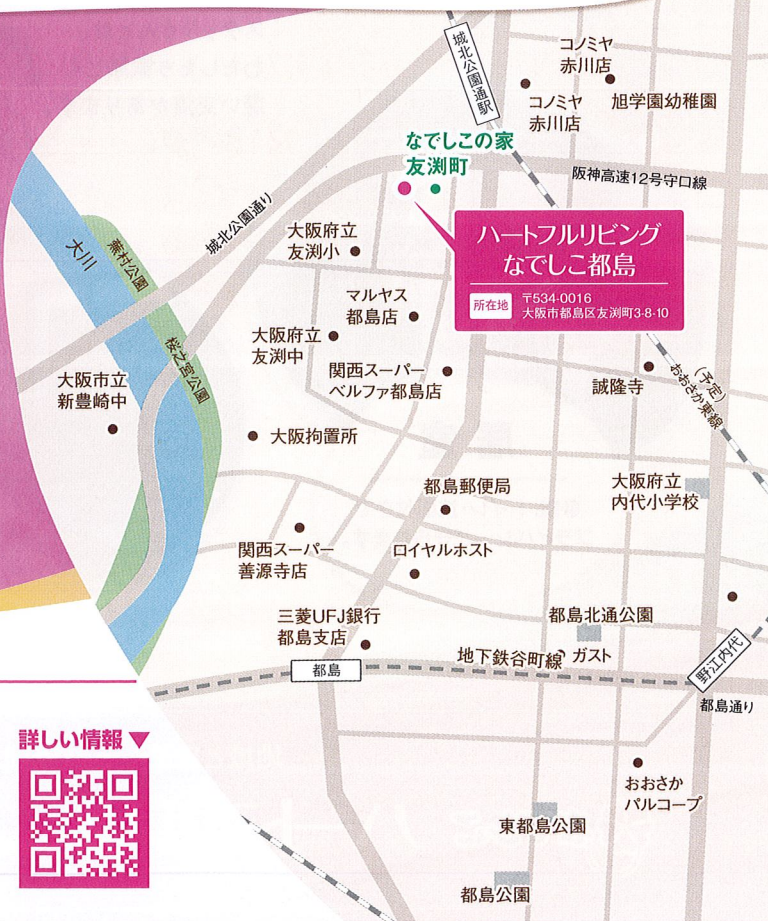 城北公園通駅
コノミヤ
赤川店
コノミヤ
赤川店
旭学園幼稚園
なでしこの家
友渕町
阪神高速12号守口線
城北公園通り
大阪府立
友渕小
ハートフルリビング
なでしこ都島
所在地
〒534-0016
大阪市都島区友渕町3-8-10
大川
蕪村公園
桜之宮公園
マルヤス
都島店
大阪府立
友渕中
関西スーパー
ベルファ都島店
大阪市立
新豊崎中
誠隆寺
(予定)
おおさか東線
大阪拘置所
都島郵便局
大阪府立
内代小学校
関西スーパー
善源寺店
ロイヤルホスト
三菱UFJ銀行
都島支店
都島北通公園
地下鉄谷町線
ガスト
都島
野江内代
都島通り
詳しい情報▼
おおさか
パルコープ
東都島公園
都島公園